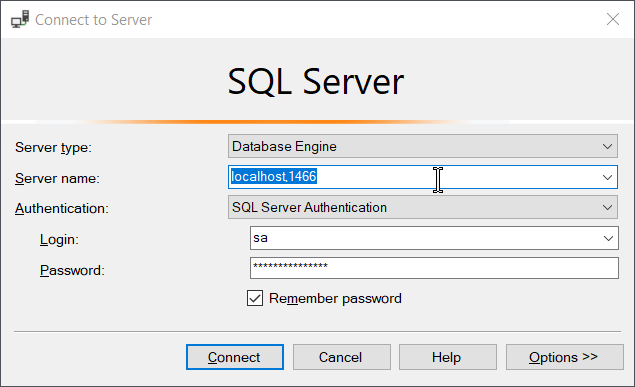 Connect to Server
SQL Server
Server type: Database Engine
Server name: localhost,1466
Authentication: SQL Server Authentication
Login: sa
Password: ***************
Remember password
Connect Cancel Help Options >>